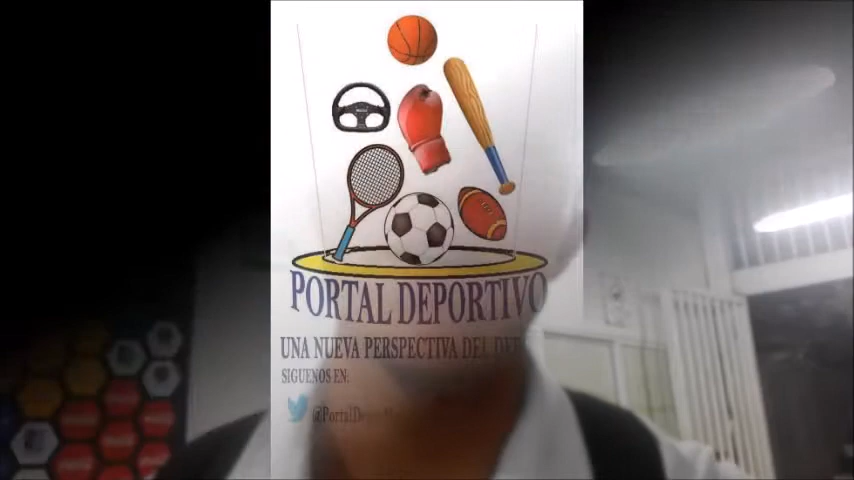 PORTAL DEPORTIVO
UNA NUEVA PERSPECTIVA DEL
SIGUENOS EN: